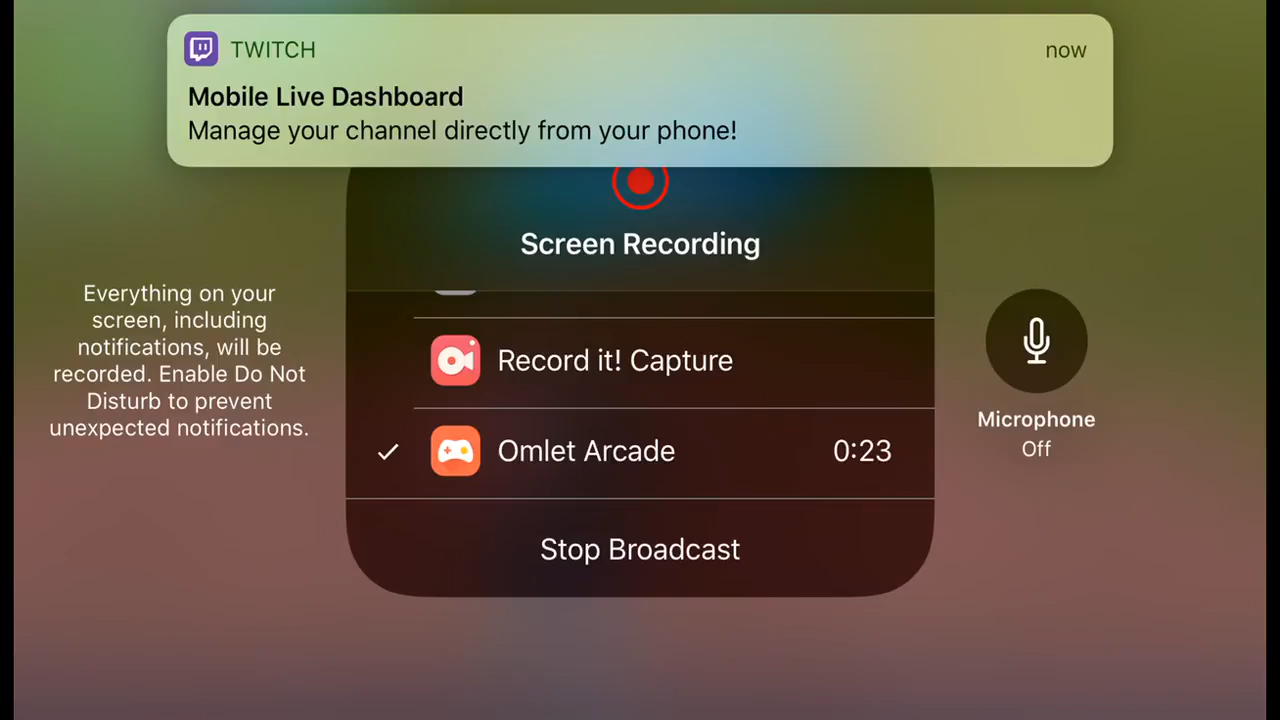 TWITCH
now
Mobile Live Dashboard
Manage your channel directly from your phone!
Screen Recording
Everything on your
screen, including
notifications, will be
recorded. Enable Do Not
Disturb to prevent
unexpected notifications.
Record it! Capture
Omlet Arcade 0:23
Stop Broadcast
Microphone
Off